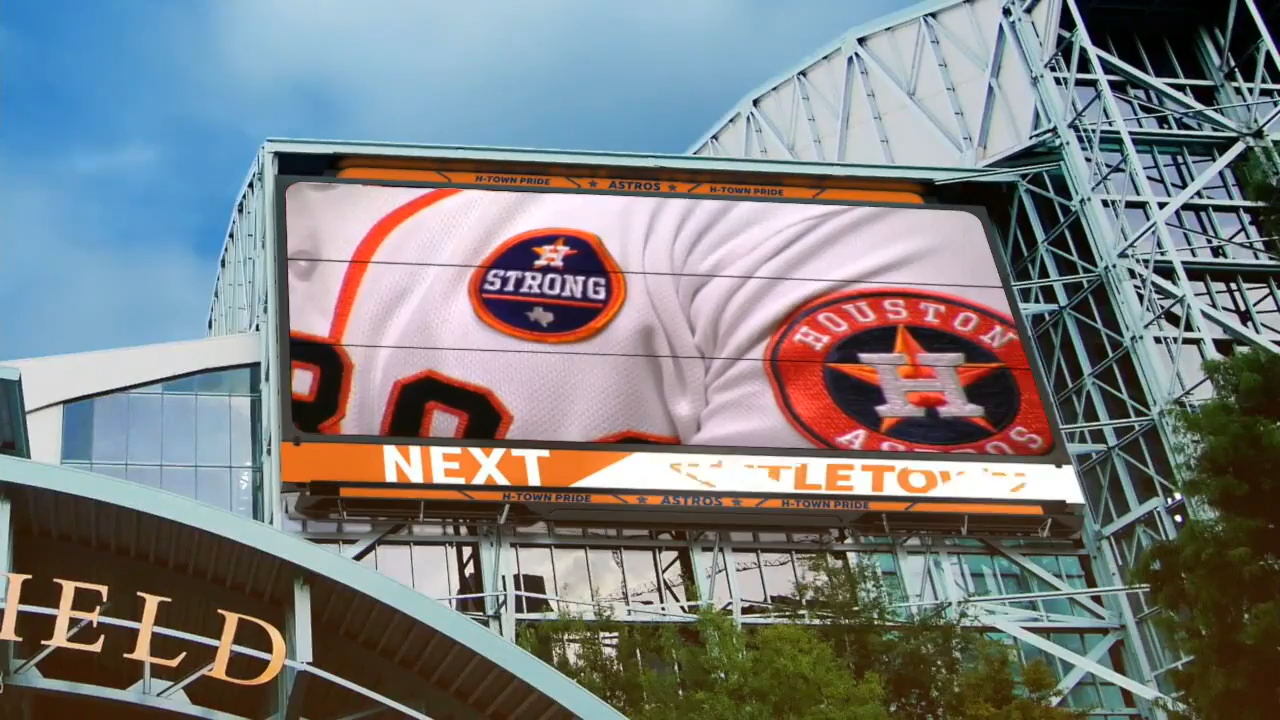 H-TOWN PRIDE ★ ASTROS ★ H-TOWN PRIDE
H
STRONG
HOUSTON
H
ASTROS
NEXT
H-TOWN PRIDE ★ ASTROS ★ H-TOWN PRIDE
IELD